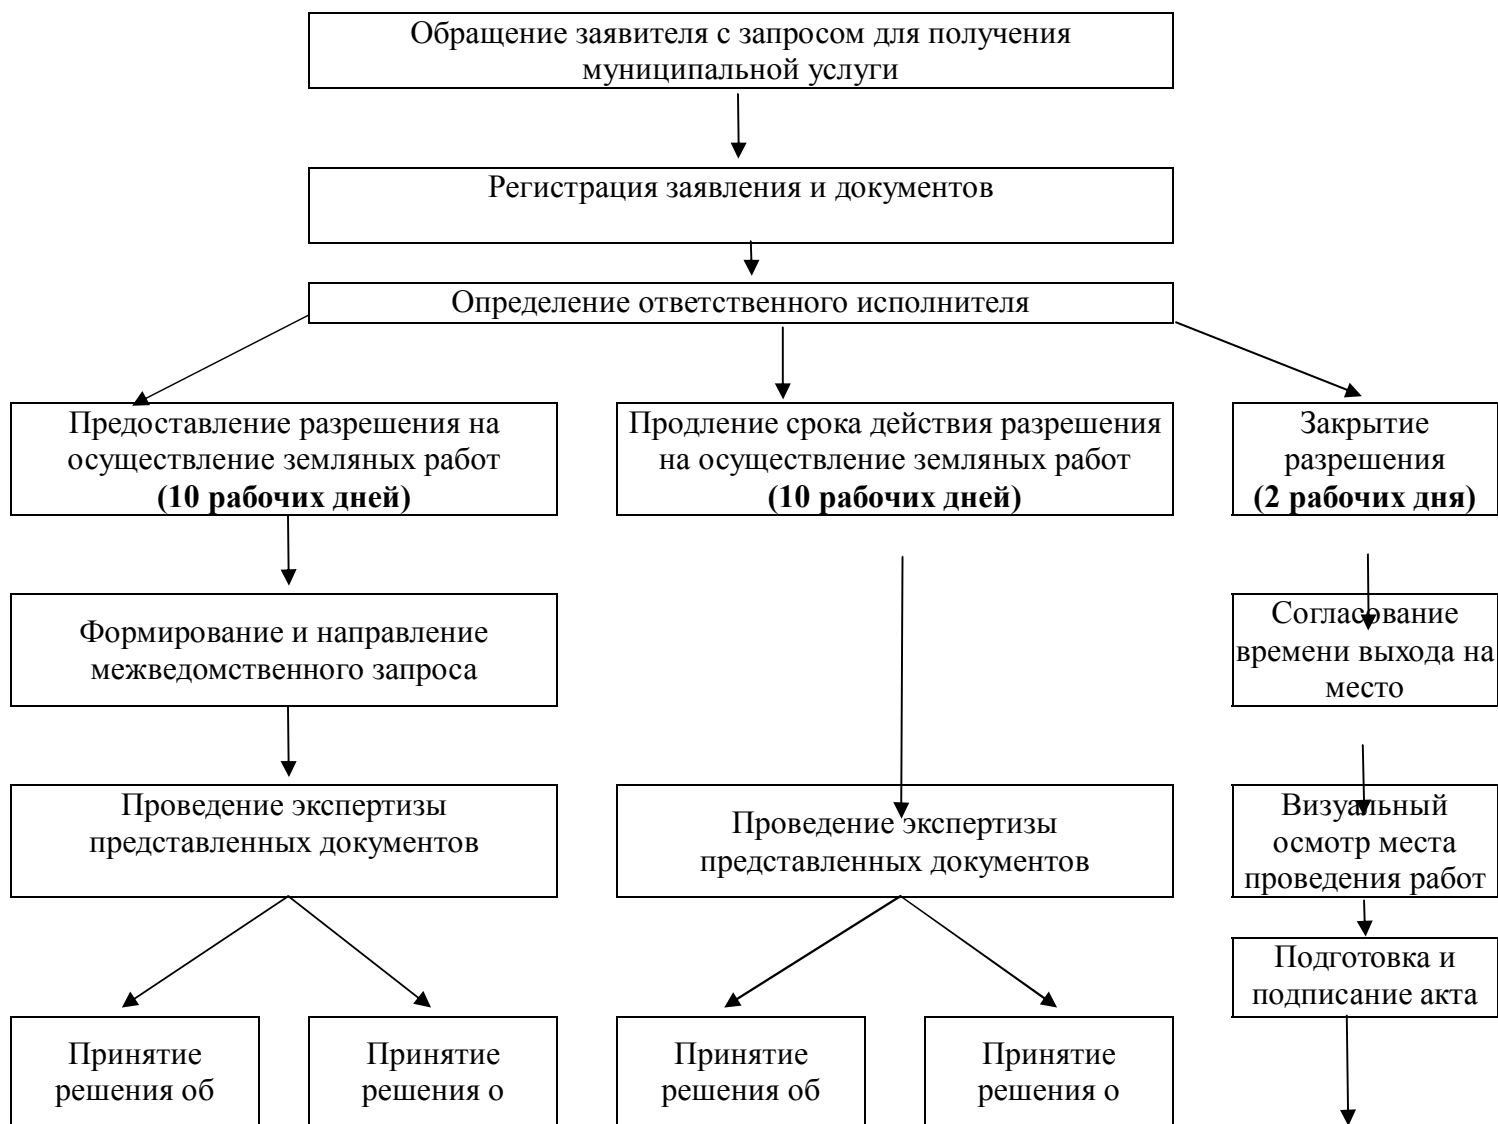 Обращение заявителя с запросом для получения
муниципальной услуги
Регистрация заявления и документов
Определение ответственного исполнителя
Предоставление разрешения на
осуществление земляных работ
(10 рабочих дней)
Продление срока действия разрешения
на осуществление земляных работ
(10 рабочих дней)
Закрытие
разрешения
(2 рабочих дня)
Формирование и направление
межведомственного запроса
Согласование
времени выхода на
место
Проведение экспертизы
представленных документов
Проведение экспертизы
представленных документов
Визуальный
осмотр места
проведения работ
Подготовка и
подписание акта
Принятие
решения об
Принятие
решения о
Принятие
решения об
Принятие
решения о